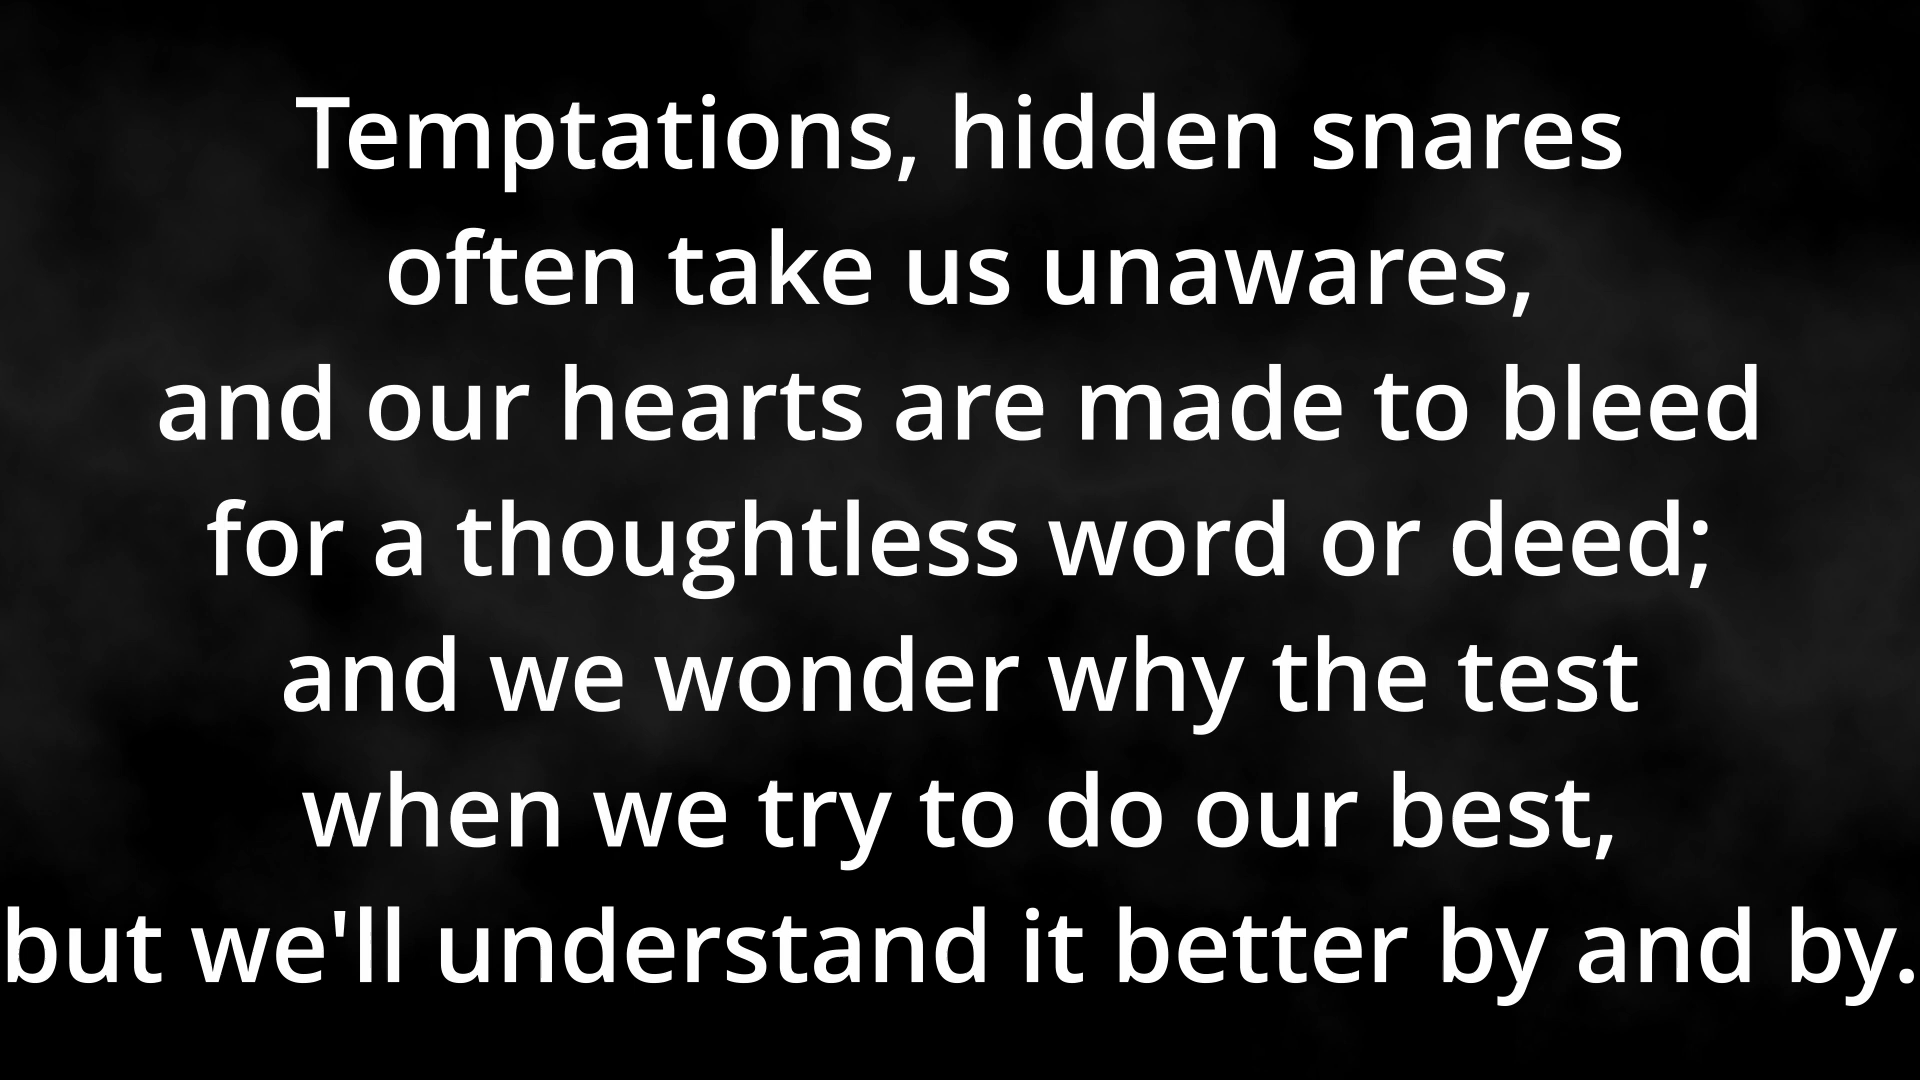 Temptations, hidden snares
often take us unawares,
and our hearts are made to bleed
for a thoughtless word or deed;
and we wonder why the test
when we try to do our best,
but we'll understand it better by and by.